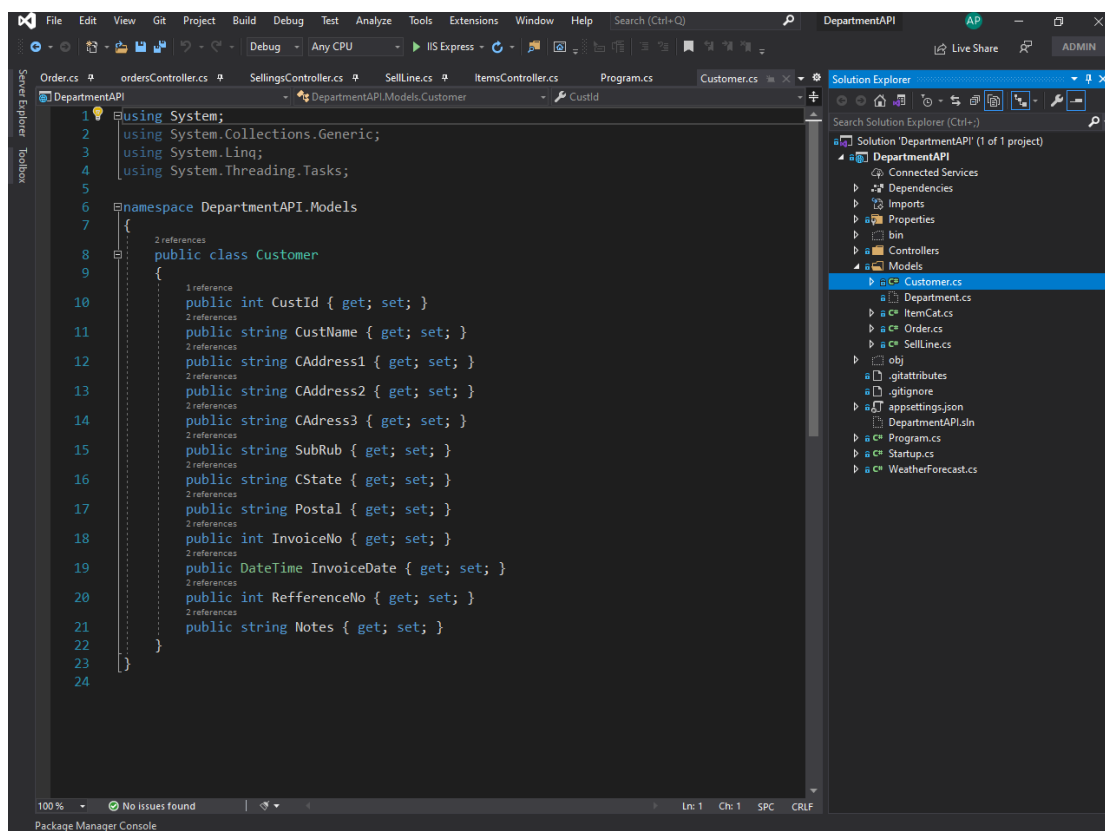 File Edit View Git Project Build Debug Test Analyze Tools Extensions Window Help Search (Ctrl+Q) DepartmentAPI AP
Debug Any CPU IIS Express Live Share ADMIN
Server Explorer
Toolbox
Order.cs ordersController.cs SellingsController.cs SellLine.cs ItemsController.cs Program.cs Customer.cs
DepartmentAPI DepartmentAPI.Models.Customer CustId
1 using System;
2 using System.Collections.Generic;
3 using System.Linq;
4 using System.Threading.Tasks;
5
6 namespace DepartmentAPI.Models
7 {
2 references
8 public class Customer
9 {
1 reference
10 public int CustId { get; set; }
2 references
11 public string CustName { get; set; }
2 references
12 public string CAddress1 { get; set; }
2 references
13 public string CAddress2 { get; set; }
2 references
14 public string CAdress3 { get; set; }
2 references
15 public string SubRub { get; set; }
2 references
16 public string CState { get; set; }
2 references
17 public string Postal { get; set; }
2 references
18 public int InvoiceNo { get; set; }
2 references
19 public DateTime InvoiceDate { get; set; }
2 references
20 public int RefferenceNo { get; set; }
2 references
21 public string Notes { get; set; }
22 }
23 }
24
100 % No issues found Ln: 1 Ch: 1 SPC CRLF
Package Manager Console
Solution Explorer
Search Solution Explorer (Ctrl+;)
Solution 'DepartmentAPI' (1 of 1 project)
DepartmentAPI
Connected Services
Dependencies
Imports
Properties
bin
Controllers
Models
Customer.cs
Department.cs
ItemCat.cs
Order.cs
SellLine.cs
obj
.gitattributes
.gitignore
appsettings.json
DepartmentAPI.sln
Program.cs
Startup.cs
WeatherForecast.cs